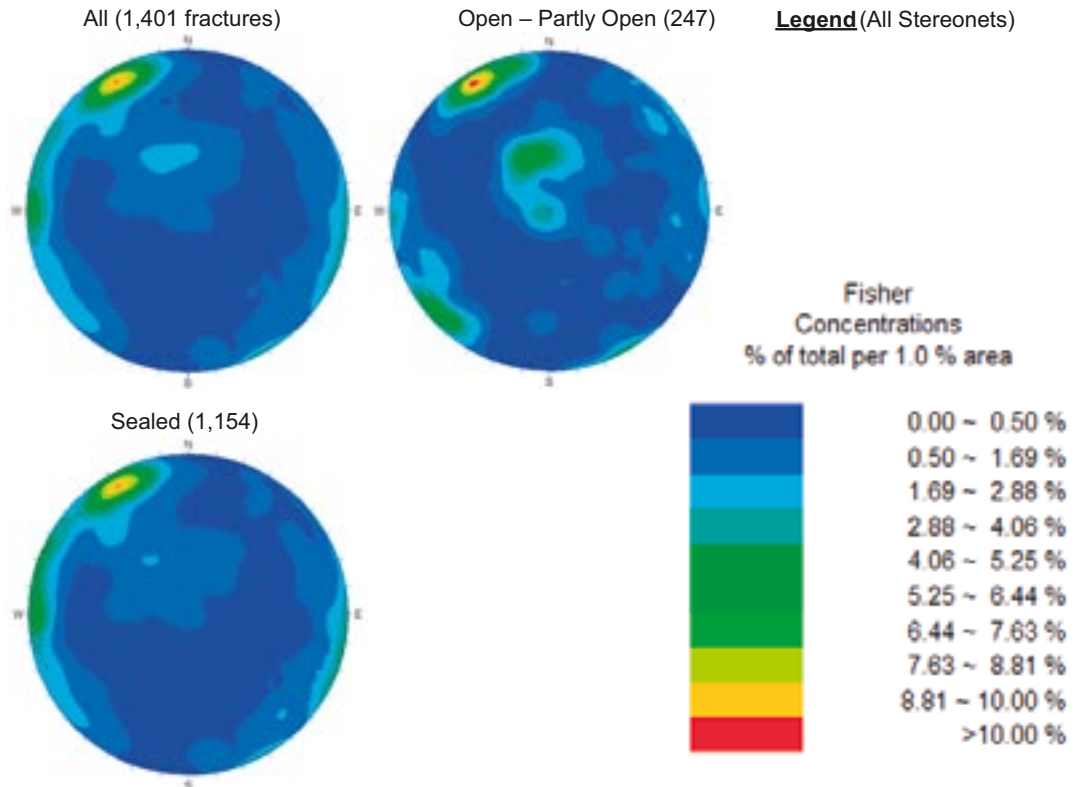 All (1,401 fractures)
Open – Partly Open (247)
Legend (All Stereonets)
N
N
E
E
S
S
Fisher
Concentrations
% of total per 1.0 % area
0.00 ~ 0.50 %
0.50 ~ 1.69 %
1.69 ~ 2.88 %
2.88 ~ 4.06 %
4.06 ~ 5.25 %
5.25 ~ 6.44 %
6.44 ~ 7.63 %
7.63 ~ 8.81 %
8.81 ~ 10.00 %
>10.00 %
Sealed (1,154)
N
W
E